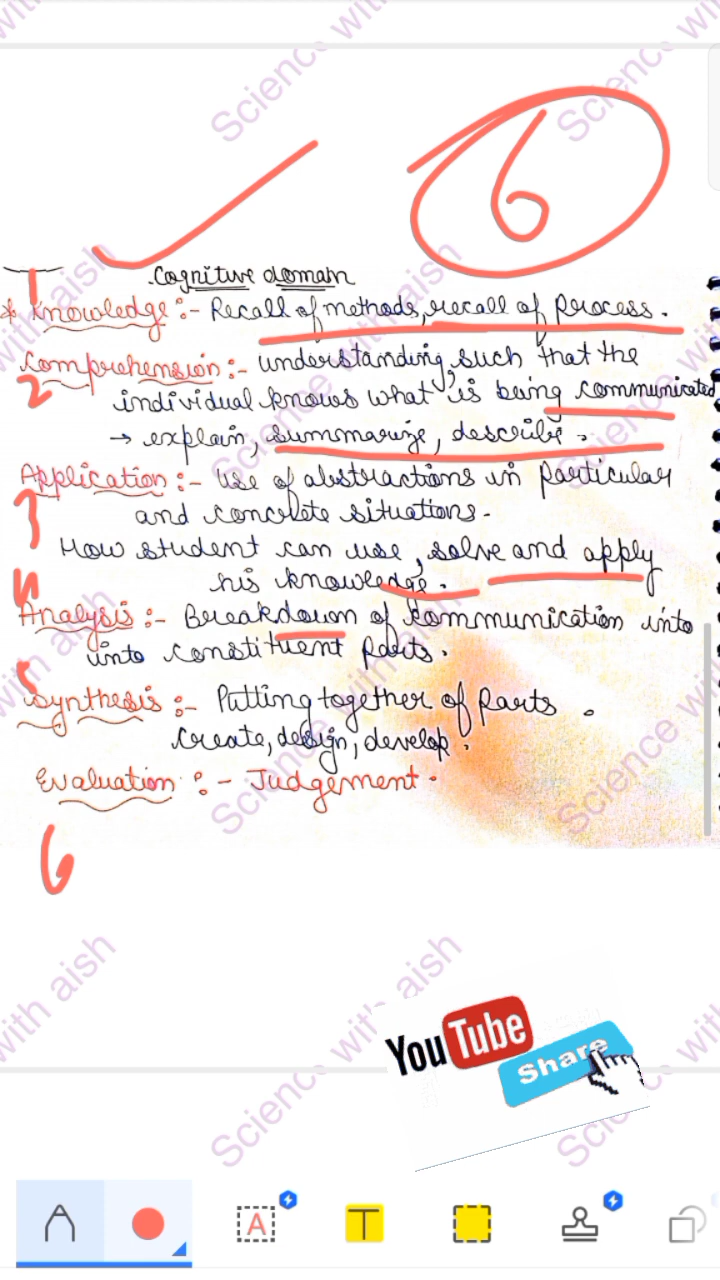 6
Cognitive domain
1
* Knowledge :- Recall of methods, recall of process.
Comprehension :- understanding, such that the
2
individual knows what is being communicated
→ explain, summarize, describe.
Application :- Use of abstractions in particular
3
and concrete situations.
How student can use, solve and apply
his knowledge.
4
Analysis :- Breakdown of communication into
into constituent parts.
5
Synthesis :- Putting together of parts.
Create, design, develop.
Evaluation :- Judgement.
6
YouTube
Share
Science with aish
A
T